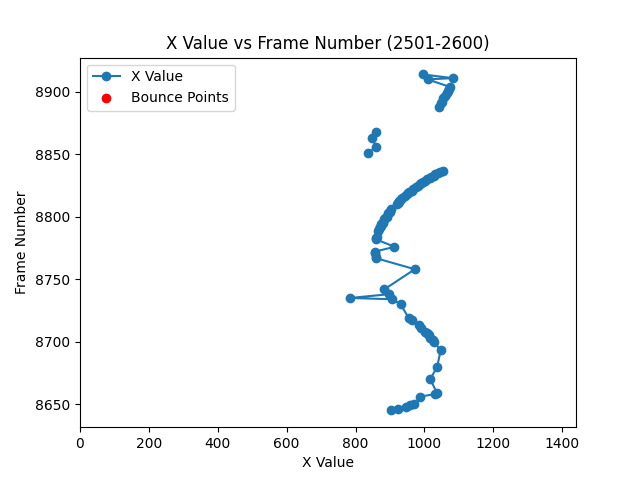 X Value vs Frame Number (2501-2600)
X Value
Bounce Points
Frame Number
8900
8850
8800
8750
8700
8650
0 200 400 600 800 1000 1200 1400
X Value